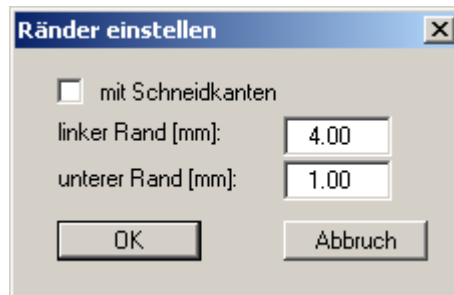 Ränder einstellen
mit Schneidkanten
linker Rand [mm]: 4.00
unterer Rand [mm]: 1.00
OK Abbruch